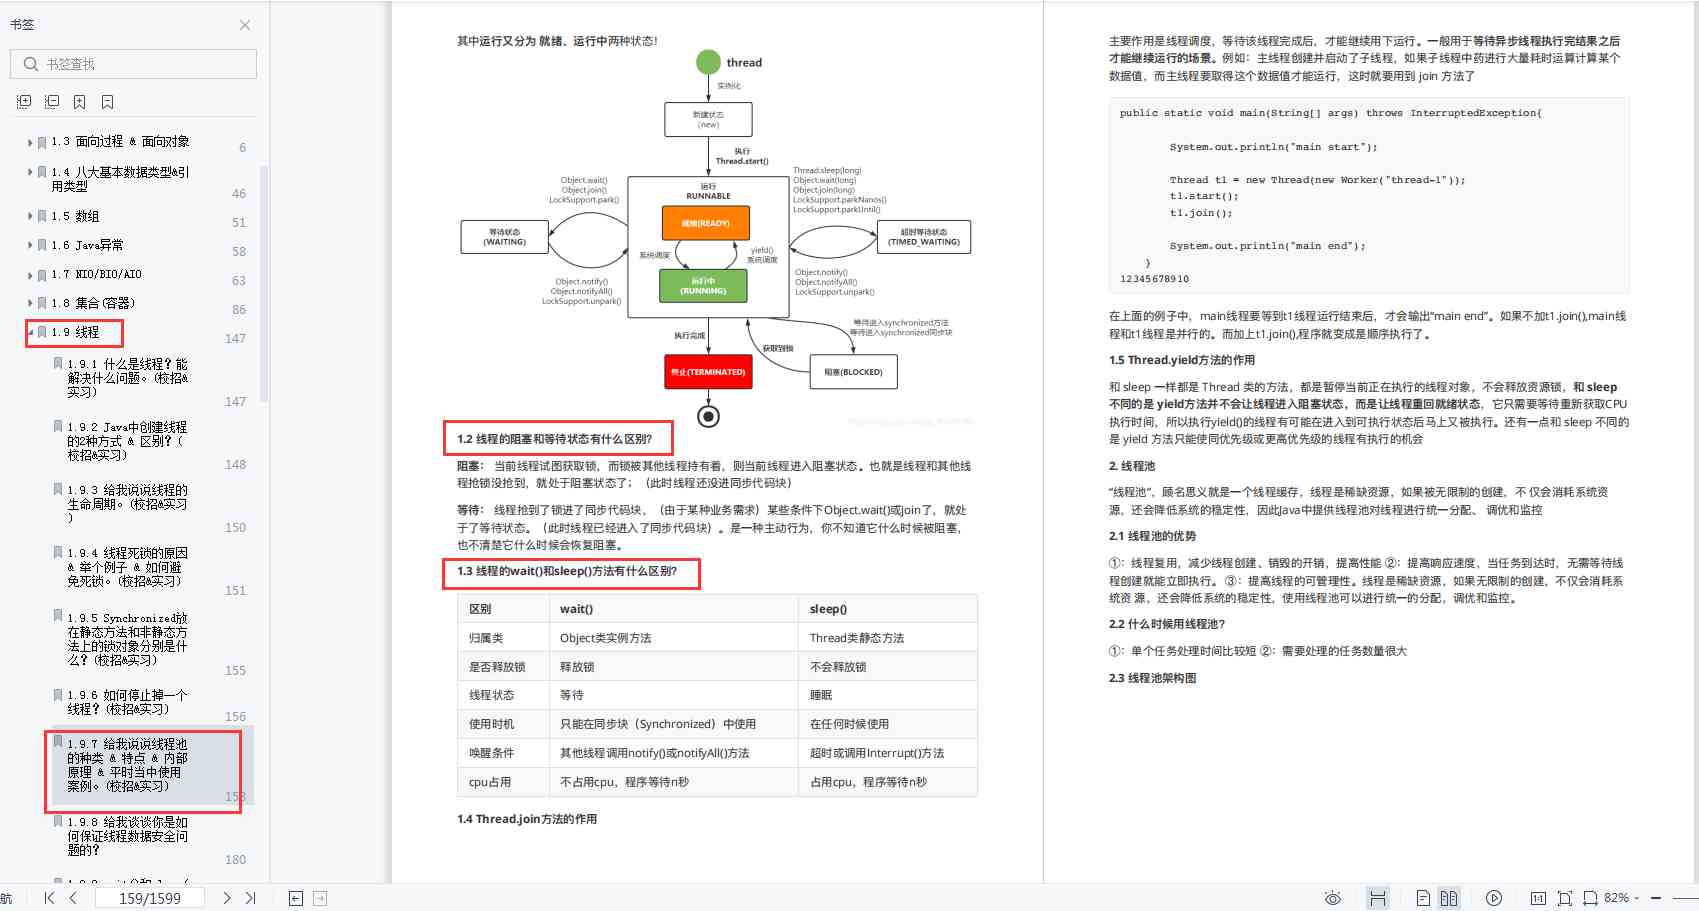 书签
书签查找
1.3 面向过程 & 面向对象
6
1.4 八大基本数据类型&引
用类型
46
1.5 数组
51
1.6 Java异常
58
1.7 NIO/BIO/AIO
63
1.8 集合(容器)
86
1.9 线程
147
1.9.1 什么是线程？能
解决什么问题。(校招&
实习)
147
1.9.2 Java中创建线程
的2种方式 & 区别？(
校招&实习)
148
1.9.3 给我说说线程的
生命周期。(校招&实习
)
150
1.9.4 线程死锁的原因
& 举个例子 & 如何避
免死锁。(校招&实习)
151
1.9.5 Synchronized放
在静态方法和非静态方
法上的锁对象分别是什
么？(校招&实习)
155
1.9.6 如何停止掉一个
线程？(校招&实习)
156
1.9.7 给我说说线程池
的种类 & 特点 & 内部
原理 & 平时当中使用
案例。(校招&实习)
158
1.9.8 给我谈谈你是如
何保证线程数据安全问
题的？
180
航
159/1599
其中运行又分为 就绪、运行中两种状态！
thread
实例化
新建状态
(new)
执行
Thread.start()
Object.wait()
Object.join()
LockSupport.park()
运行
RUNNABLE
Thread.sleep(long)
Object.wait(long)
Object.join(long)
LockSupport.parkNanos()
LockSupport.parkUntil()
就绪(READY)
等待状态
(WAITING)
超时等待状态
(TIMED_WAITING)
系统调度
yield()
系统调度
运行中
(RUNNING)
Object.notify()
Object.notifyAll()
LockSupport.unpark()
Object.notify()
Object.notifyAll()
LockSupport.unpark()
等待进入synchronized方法
等待进入synchronized同步块
执行完成
获取到锁
终止(TERMINATED)
阻塞(BLOCKED)
1.2 线程的阻塞和等待状态有什么区别?
阻塞： 当前线程试图获取锁，而锁被其他线程持有着，则当前线程进入阻塞状态。也就是线程和其他线
程抢锁没抢到，就处于阻塞状态了；（此时线程还没进同步代码块）
等待： 线程抢到了锁进了同步代码块，（由于某种业务需求）某些条件下Object.wait()或join了，就处
于了等待状态。（此时线程已经进入了同步代码块）。是一种主动行为，你不知道它什么时候被阻塞，
也不清楚它什么时候会恢复阻塞。
1.3 线程的wait()和sleep()方法有什么区别?
区别 wait() sleep()
归属类 Object类实例方法 Thread类静态方法
是否释放锁 释放锁 不会释放锁
线程状态 等待 睡眠
使用时机 只能在同步块（Synchronized）中使用 在任何时候使用
唤醒条件 其他线程调用notify()或notifyAll()方法 超时或调用Interrupt()方法
cpu占用 不占用cpu，程序等待n秒 占用cpu，程序等待n秒
1.4 Thread.join方法的作用
主要作用是线程调度，等待该线程完成后，才能继续用下运行。一般用于等待异步线程执行完结果之后
才能继续运行的场景。例如：主线程创建并启动了子线程，如果子线程中药进行大量耗时运算计算某个
数据值，而主线程要取得这个数据值才能运行，这时就要用到 join 方法了
public static void main(String[] args) throws InterruptedException{
System.out.println("main start");
Thread t1 = new Thread(new Worker("thread-1"));
t1.start();
t1.join();
System.out.println("main end");
}
12345678910
在上面的例子中，main线程要等到t1线程运行结束后，才会输出“main end”。如果不加t1.join(),main线
程和t1线程是并行的。而加上t1.join(),程序就变成是顺序执行了。
1.5 Thread.yield方法的作用
和 sleep 一样都是 Thread 类的方法，都是暂停当前正在执行的线程对象，不会释放资源锁，和 sleep
不同的是 yield方法并不会让线程进入阻塞状态，而是让线程重回就绪状态，它只需要等待重新获取CPU
执行时间，所以执行yield()的线程有可能在进入到可执行状态后马上又被执行。还有一点和 sleep 不同的
是 yield 方法只能使同优先级或更高优先级的线程有执行的机会
2. 线程池
“线程池”，顾名思义就是一个线程缓存，线程是稀缺资源，如果被无限制的创建，不 仅会消耗系统资
源，还会降低系统的稳定性，因此Java中提供线程池对线程进行统一分配、 调优和监控
2.1 线程池的优势
①：线程复用，减少线程创建、销毁的开销，提高性能 ②：提高响应速度，当任务到达时，无需等待线
程创建就能立即执行。 ③：提高线程的可管理性。线程是稀缺资源，如果无限制的创建，不仅会消耗系
统资 源，还会降低系统的稳定性，使用线程池可以进行统一的分配，调优和监控。
2.2 什么时候用线程池?
①：单个任务处理时间比较短 ②：需要处理的任务数量很大
2.3 线程池架构图
1:1
82%